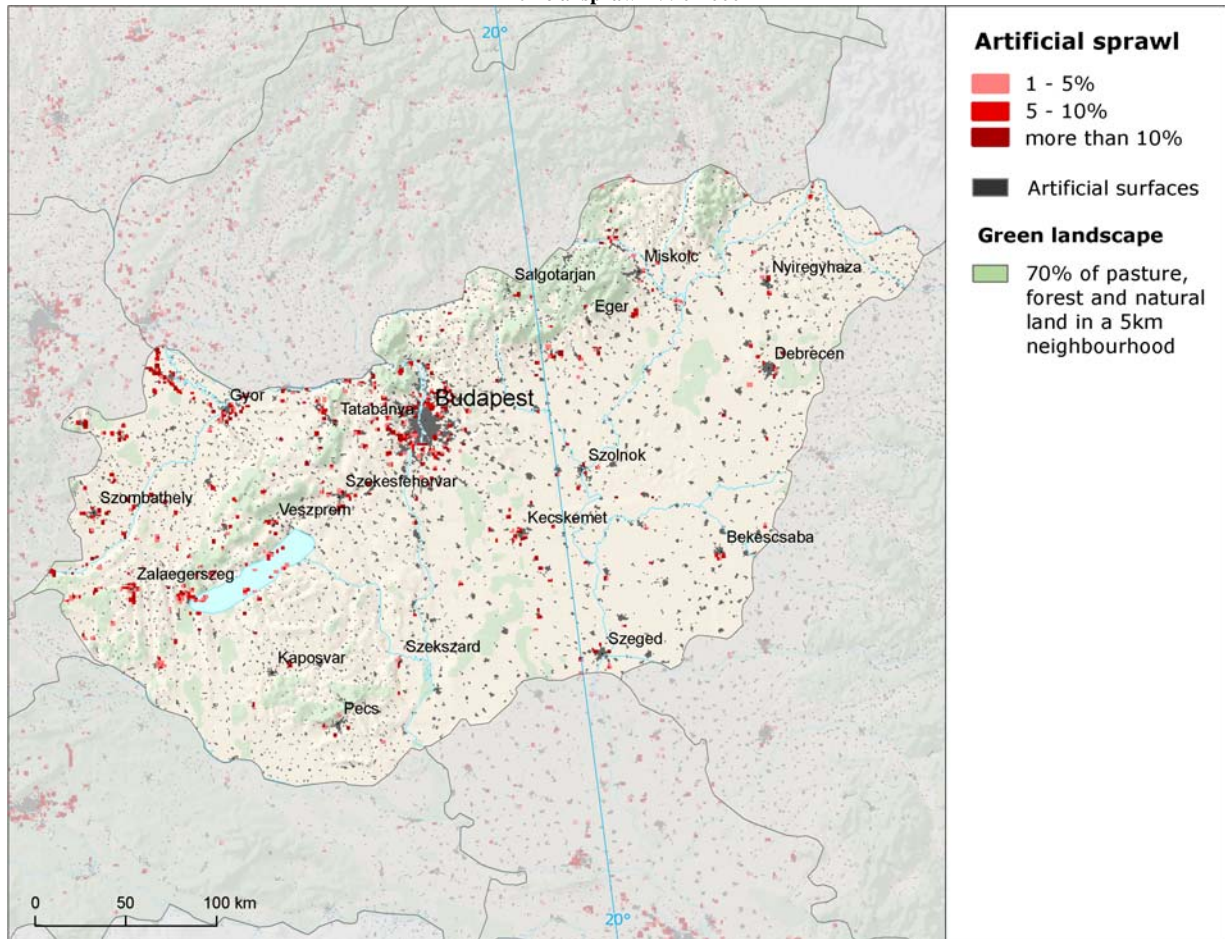 20°
Artificial sprawl
1 - 5%
5 - 10%
more than 10%
Artificial surfaces
Green landscape
70% of pasture,
forest and natural
land in a 5km
neighbourhood
Miskolc
Salgotarjan
Nyiregyhaza
Eger
Debrecen
Gyor
Budapest
Tatabanya
Szolnok
Szekesfehervar
Szombathely
Veszprem
Kecskemet
Bekescsaba
Zalaegerszeg
Szeged
Szekszard
Kaposvar
Pecs
0 50 100 km
20°